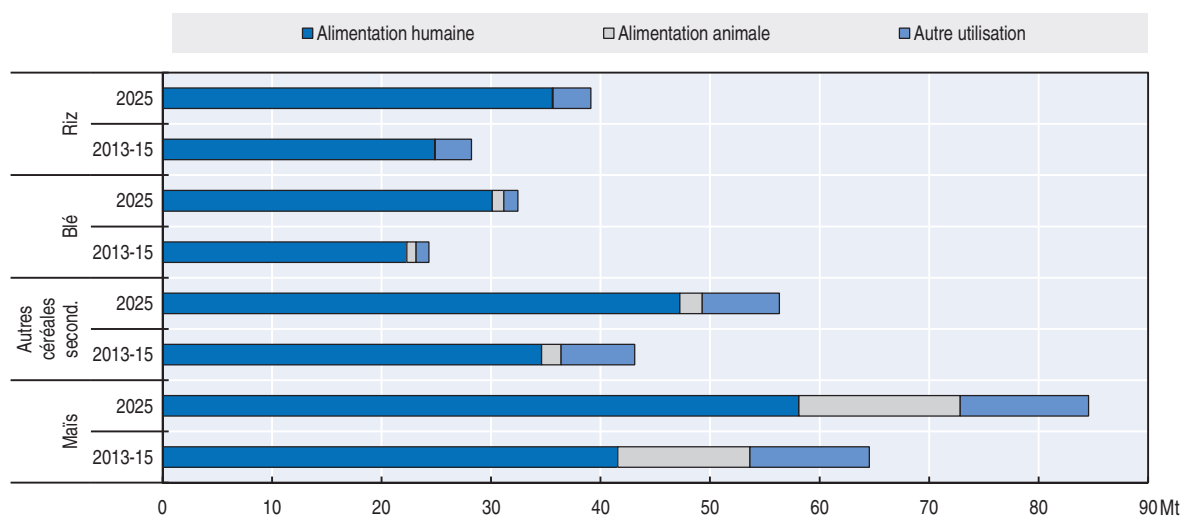 Alimentation humaine Alimentation animale Autre utilisation
Riz
2025
2013-15
Blé
2025
2013-15
Autres
céréales
second.
2025
2013-15
Maïs
2025
2013-15
0 10 20 30 40 50 60 70 80 90 Mt